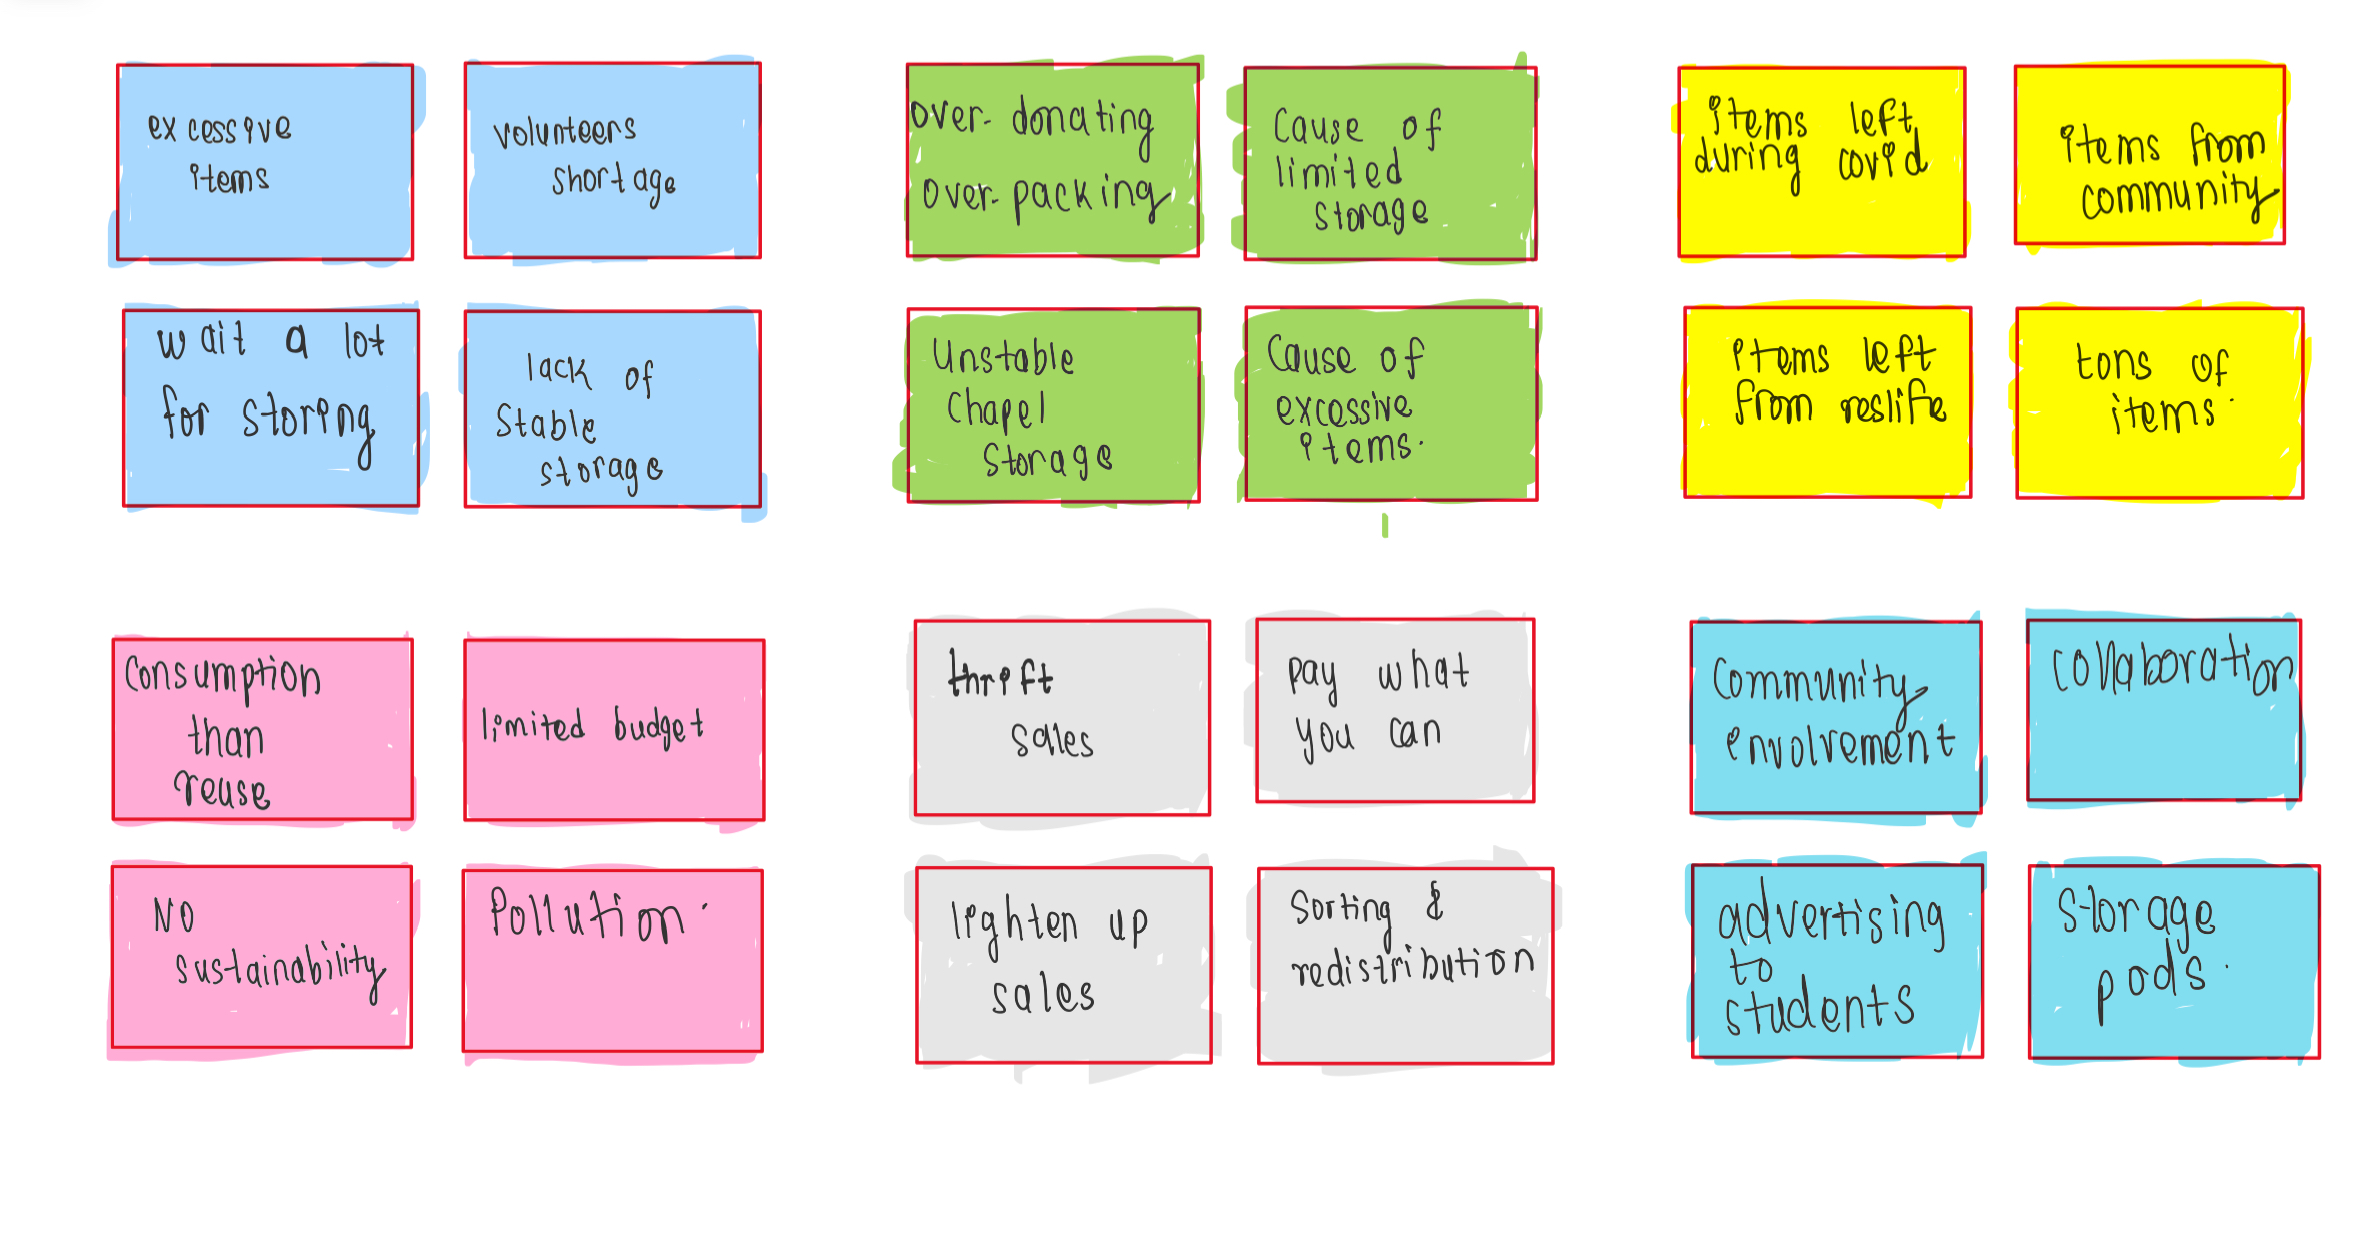 excessive
items
volunteers
shortage
over-donating
over-packing
Cause of
limited
storage
items left
during covid
items from
community
wait a lot
for storing
lack of
Stable
storage
Unstable
Chapel
Storage
Cause of
excessive
items.
items left
from reslife
tons of
items.
Consumption
than
reuse
limited budget
thrift
sales
pay what
you can
Community
envolvement
Collaboration
NO
sustainability
Pollution.
lighten up
sales
Sorting &
redistribution
advertising
to
students
Storage
pods.